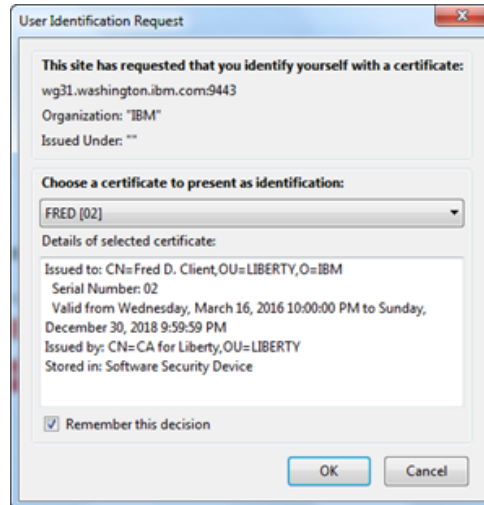 User Identification Request
This site has requested that you identify yourself with a certificate:
wg31.washington.ibm.com:9443
Organization: "IBM"
Issued Under: ""
Choose a certificate to present as identification:
FRED [02]
Details of selected certificate:
Issued to: CN=Fred D. Client,OU=LIBERTY,O=IBM
Serial Number: 02
Valid from Wednesday, March 16, 2016 10:00:00 PM to Sunday,
December 30, 2018 9:59:59 PM
Issued by: CN=CA for Liberty,OU=LIBERTY
Stored in: Software Security Device
Remember this decision
OK Cancel